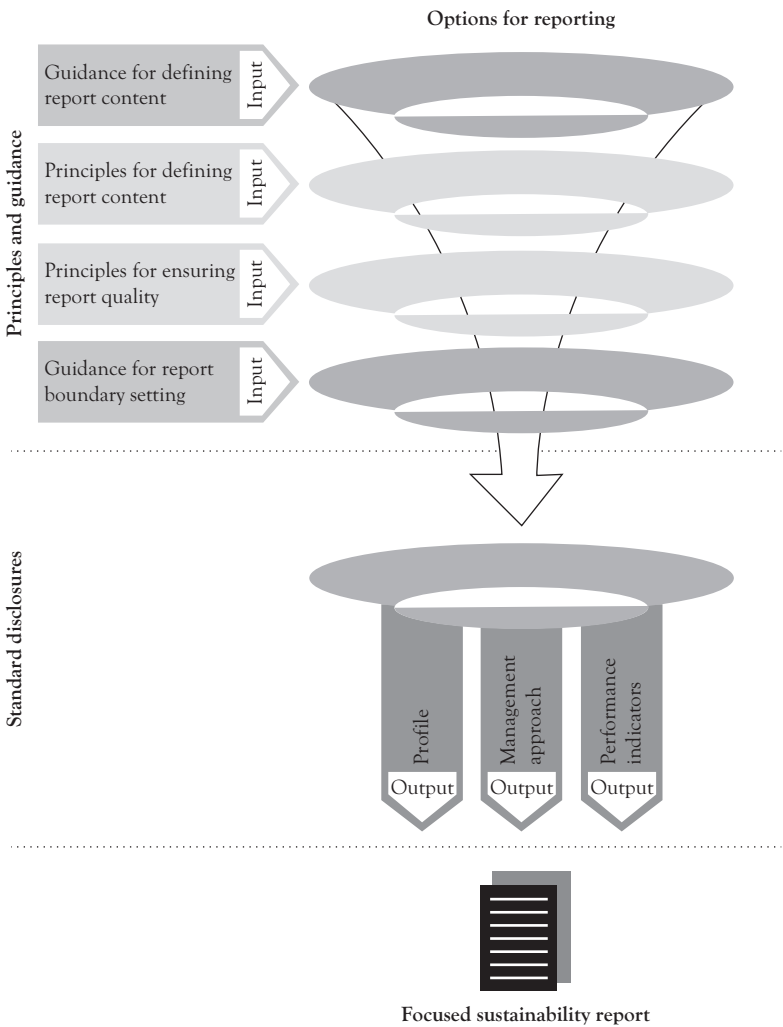 Options for reporting
Principles and guidance
Guidance for defining
report content
Input
Principles for defining
report content
Input
Principles for ensuring
report quality
Input
Guidance for report
boundary setting
Input
Standard disclosures
Profile
Output
Management
approach
Output
Performance
indicators
Output
Focused sustainability report